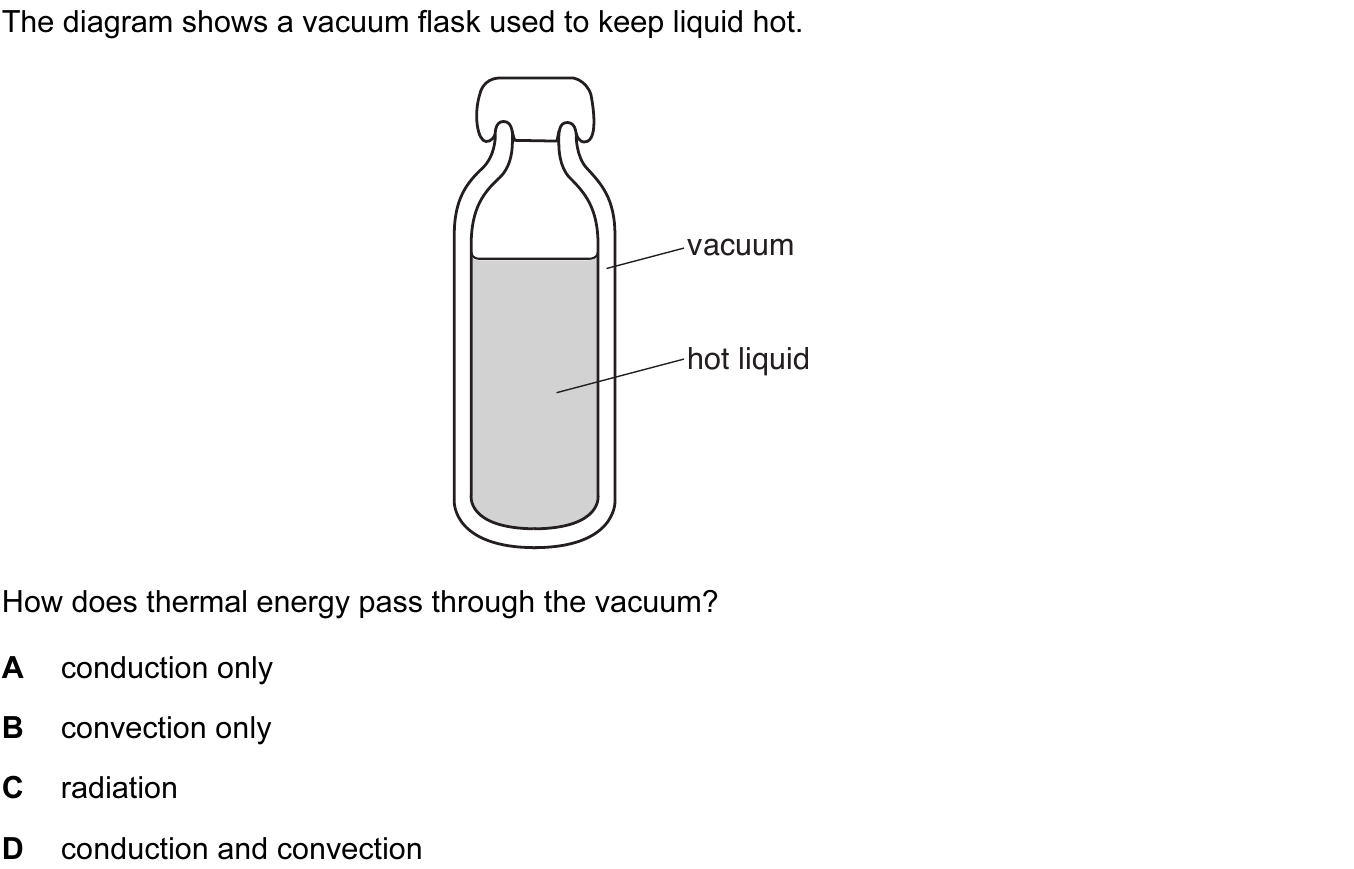 The diagram shows a vacuum flask used to keep liquid hot.
vacuum
hot liquid
How does thermal energy pass through the vacuum?
A conduction only
B convection only
C radiation
D conduction and convection